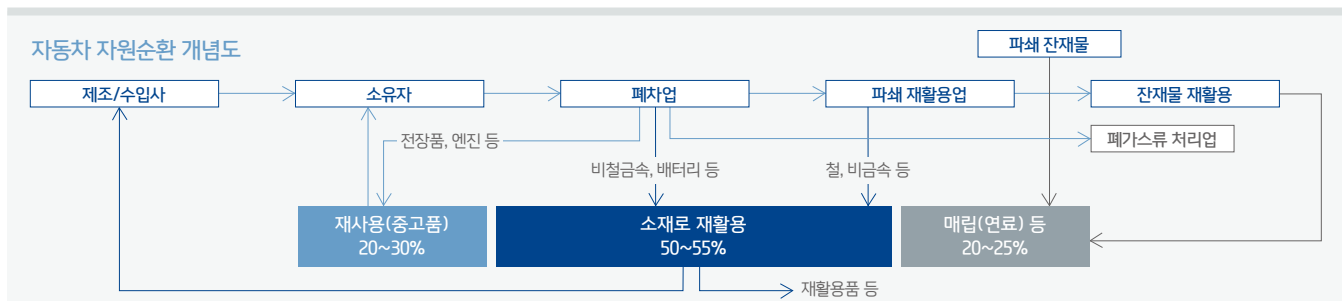 자동차 자원순환 개념도
파쇄 잔재물
제조/수입사
소유자
폐차업
파쇄 재활용업
잔재물 재활용
전장품, 엔진 등
폐가스류 처리업
비철금속, 배터리 등
철, 비금속 등
재사용(중고품)
20~30%
소재로 재활용
50~55%
매립(연료) 등
20~25%
재활용품 등